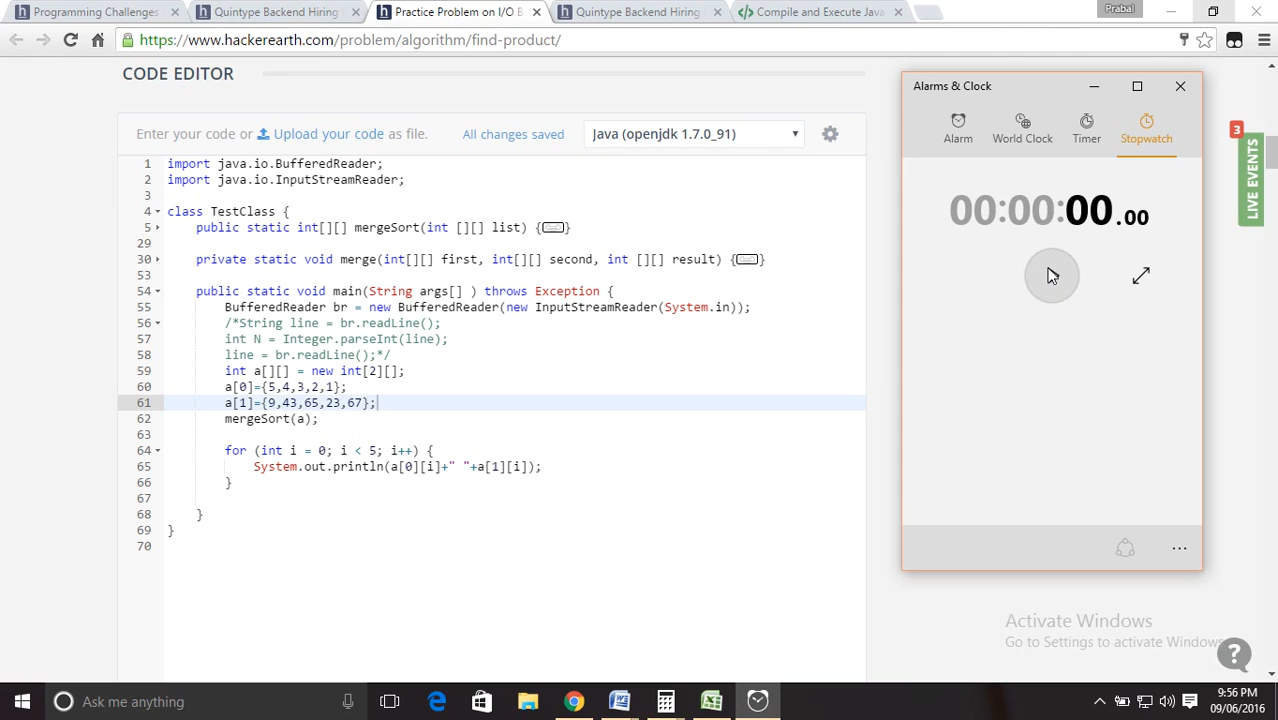 Programming Challenges
Quintype Backend Hiring
Practice Problem on I/O B
Quintype Backend Hiring
Compile and Execute Java
Prabal
https://www.hackerearth.com/problem/algorithm/find-product/
CODE EDITOR
Enter your code or Upload your code as file.
All changes saved
Java (openjdk 1.7.0_91)
1 import java.io.BufferedReader;
2 import java.io.InputStreamReader;
3
4 class TestClass {
5 public static int[][] mergeSort(int [][] list) {
29
30 private static void merge(int[][] first, int[][] second, int [][] result) {
53
54 public static void main(String args[] ) throws Exception {
55 BufferedReader br = new BufferedReader(new InputStreamReader(System.in));
56 /*String line = br.readLine();
57 int N = Integer.parseInt(line);
58 line = br.readLine();*/
59 int a[][] = new int[2][];
60 a[0]={5,4,3,2,1};
61 a[1]={9,43,65,23,67};
62 mergeSort(a);
63
64 for (int i = 0; i < 5; i++) {
65 System.out.println(a[0][i]+" "+a[1][i]);
66 }
67
68 }
69 }
70
Alarms & Clock
Alarm
World Clock
Timer
Stopwatch
00:00:00.00
3
LIVE EVENTS
Activate Windows
Go to Settings to activate Windows.
?
Ask me anything
9:56 PM
09/06/2016